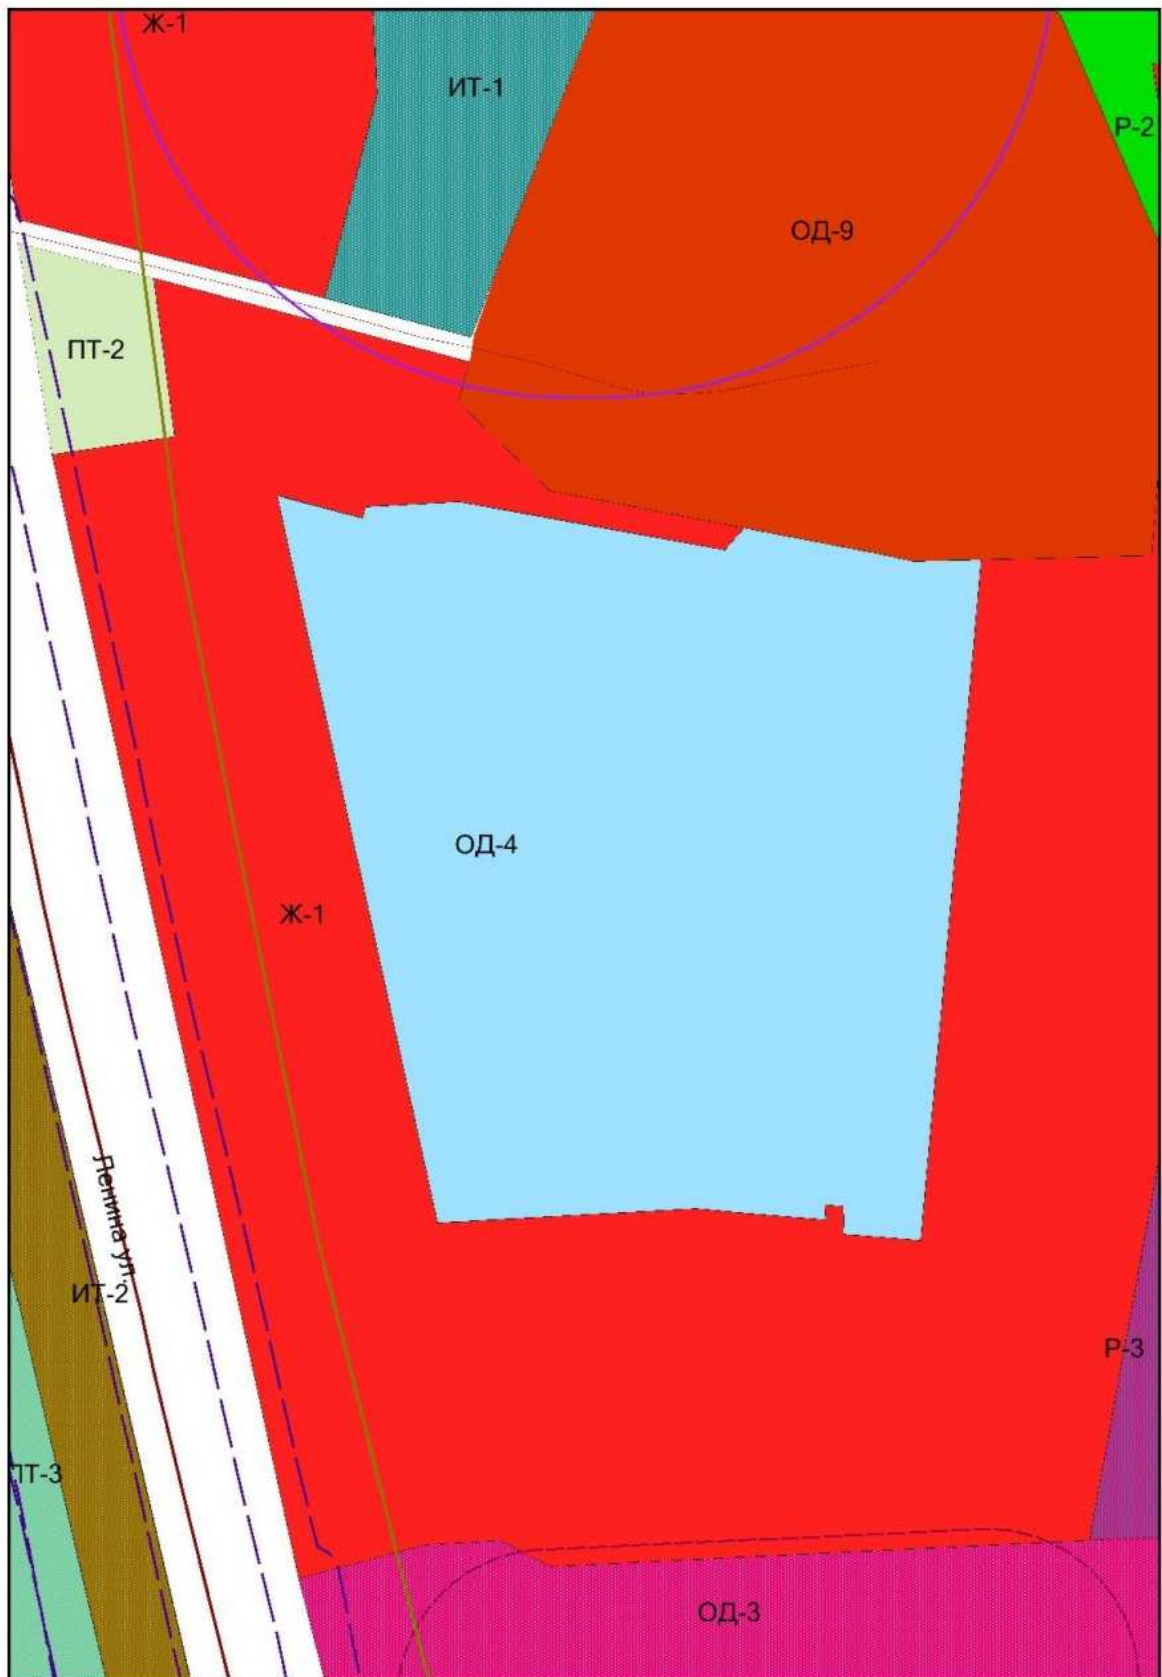 Ж-1
ИТ-1
Р-2
ОД-9
ПТ-2
ОД-4
Ж-1
Ленина ул.
ИТ-2
Р-3
ПТ-3
ОД-3